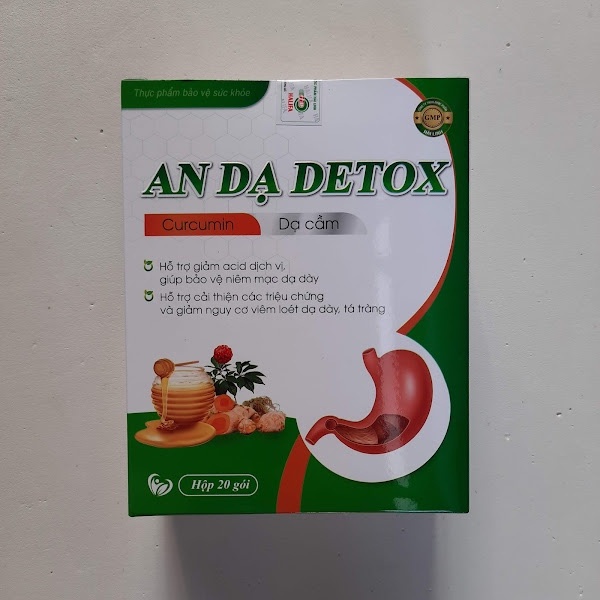 Thực phẩm bảo vệ sức khỏe
HALIFA
GMP
AN DẠ DETOX
Curcumin
Dạ cẩm
Hỗ trợ giảm acid dịch vị,
giúp bảo vệ niêm mạc dạ dày
Hỗ trợ cải thiện các triệu chứng
và giảm nguy cơ viêm loét dạ dày, tá tràng
Hộp 20 gói